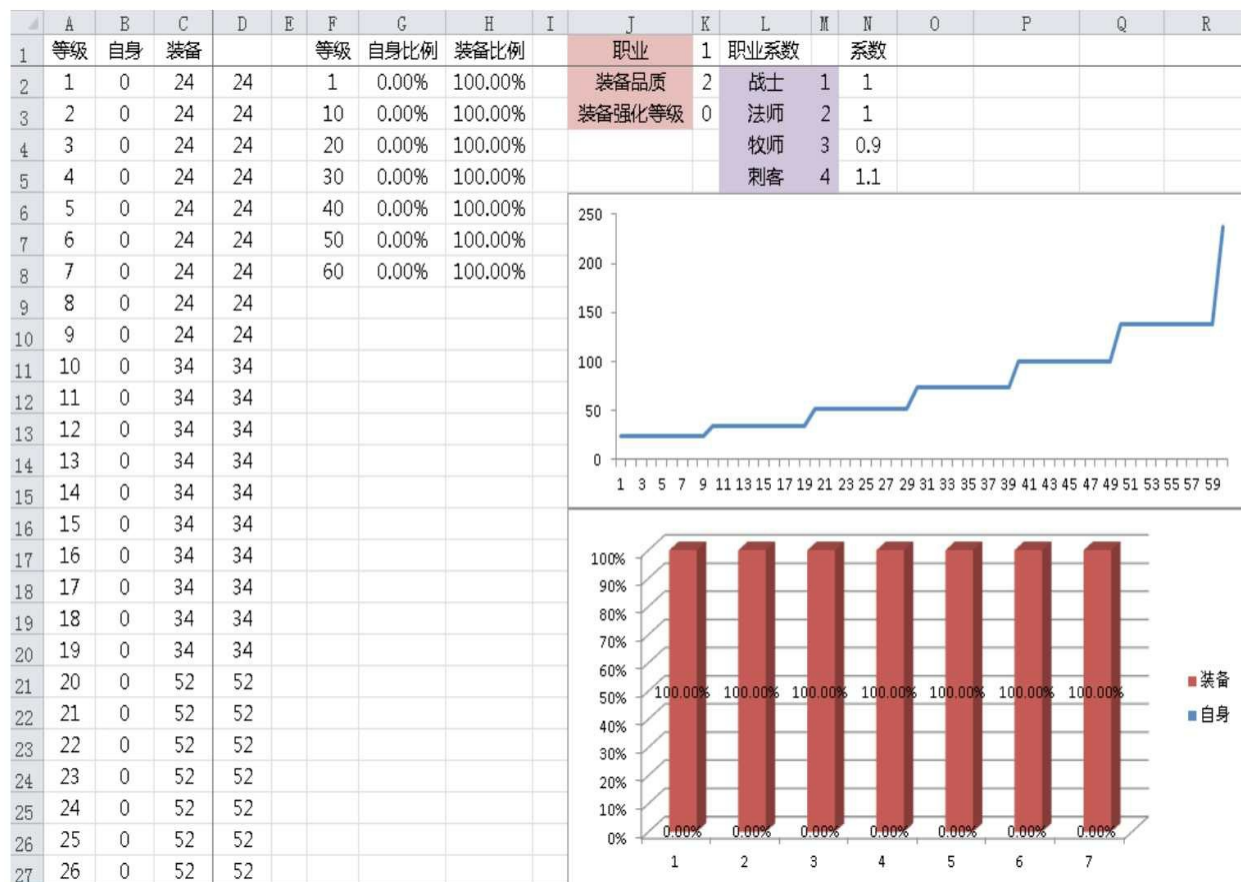 A B C D E F G H I J K L M N O P Q R
1 等级 自身 装备 等级 自身比例 装备比例 职业 1 职业系数 系数
2 1 0 24 24 1 0.00% 100.00% 装备品质 2 战士 1 1
3 2 0 24 24 10 0.00% 100.00% 装备强化等级 0 法师 2 1
4 3 0 24 24 20 0.00% 100.00% 牧师 3 0.9
5 4 0 24 24 30 0.00% 100.00% 刺客 4 1.1
6 5 0 24 24 40 0.00% 100.00%
7 6 0 24 24 50 0.00% 100.00%
8 7 0 24 24 60 0.00% 100.00%
9 8 0 24 24
10 9 0 24 24
11 10 0 34 34
12 11 0 34 34
13 12 0 34 34
14 13 0 34 34
15 14 0 34 34
16 15 0 34 34
17 16 0 34 34
18 17 0 34 34
19 18 0 34 34
20 19 0 34 34
21 20 0 52 52
22 21 0 52 52
23 22 0 52 52
24 23 0 52 52
25 24 0 52 52
26 25 0 52 52
27 26 0 52 52
250
200
150
100
50
0
1 3 5 7 9 11 13 15 17 19 21 23 25 27 29 31 33 35 37 39 41 43 45 47 49 51 53 55 57 59
100%
90%
80%
70%
60%
50%
40%
30%
20%
10%
0%
100.00% 100.00% 100.00% 100.00% 100.00% 100.00% 100.00%
0.00% 0.00% 0.00% 0.00% 0.00% 0.00% 0.00%
1 2 3 4 5 6 7
装备
自身